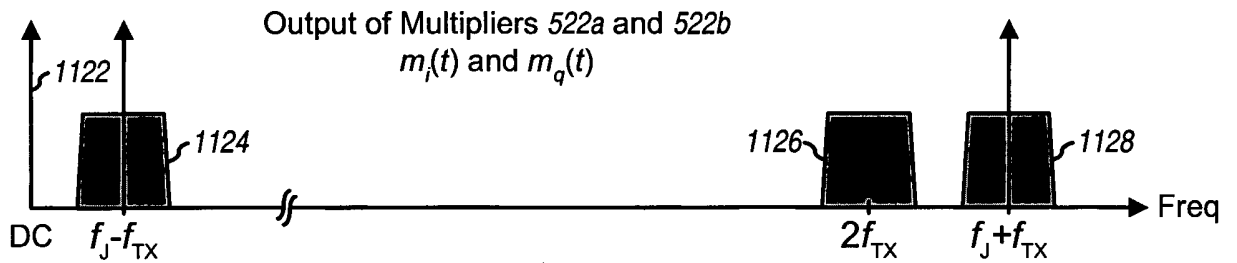 Output of Multipliers 522a and 522b
m_i(t) and m_q(t)
1122
1124
1126
1128
Freq
DC
f_J-f_TX
2f_TX
f_J+f_TX